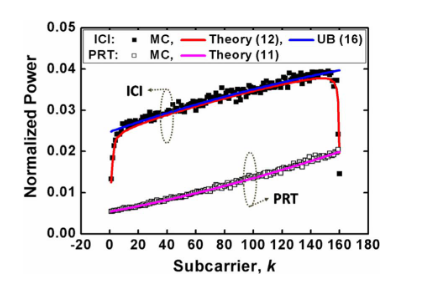 0.05
ICI: MC, Theory (12), UB (16)
PRT: MC, Theory (11)
0.04
ICI
0.03
0.02
PRT
0.01
0.00
Normalized Power
-20 0 20 40 60 80 100 120 140 160 180
Subcarrier, k